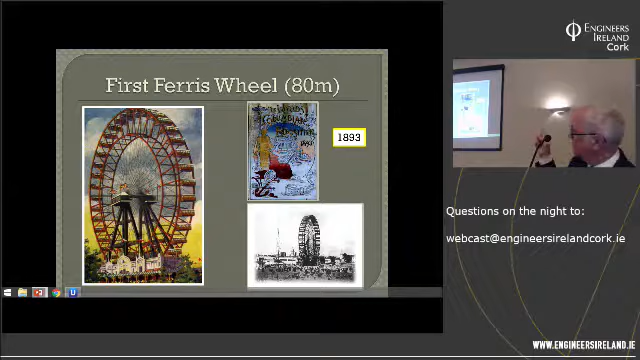 ENGINEERS
IRELAND
Cork
First Ferris Wheel (80m)
1893
Questions on the night to:
webcast@engineersirelandcork.ie
WWW.ENGINEERSIRELAND.IE